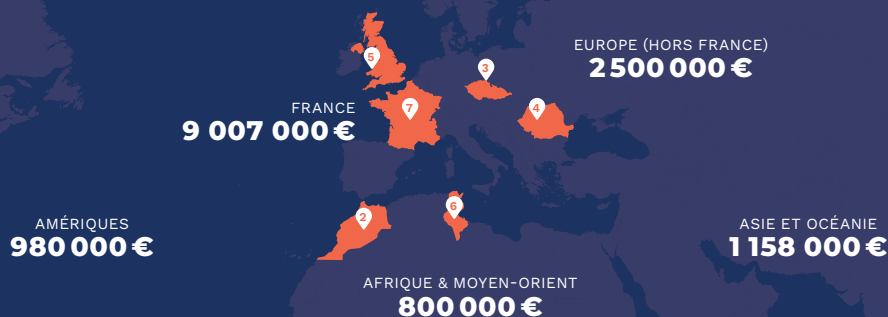 EUROPE (HORS FRANCE)
2 500 000 €
5
3
FRANCE
9 007 000 €
7
4
2
6
AMÉRIQUES
980 000 €
ASIE ET OCÉANIE
1 158 000 €
AFRIQUE & MOYEN-ORIENT
800 000 €